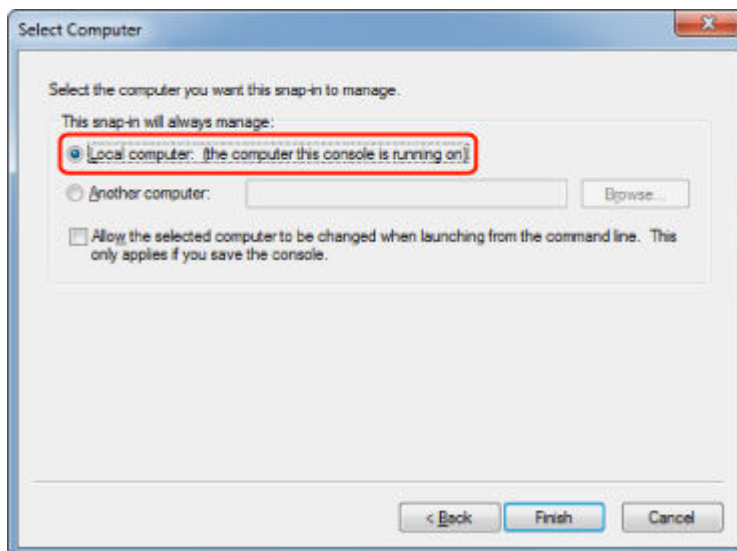 Select Computer
Select the computer you want this snap-in to manage.
This snap-in will always manage:
Local computer: (the computer this console is running on)
Another computer:
Browse...
Allow the selected computer to be changed when launching from the command line. This
only applies if you save the console.
< Back
Finish
Cancel